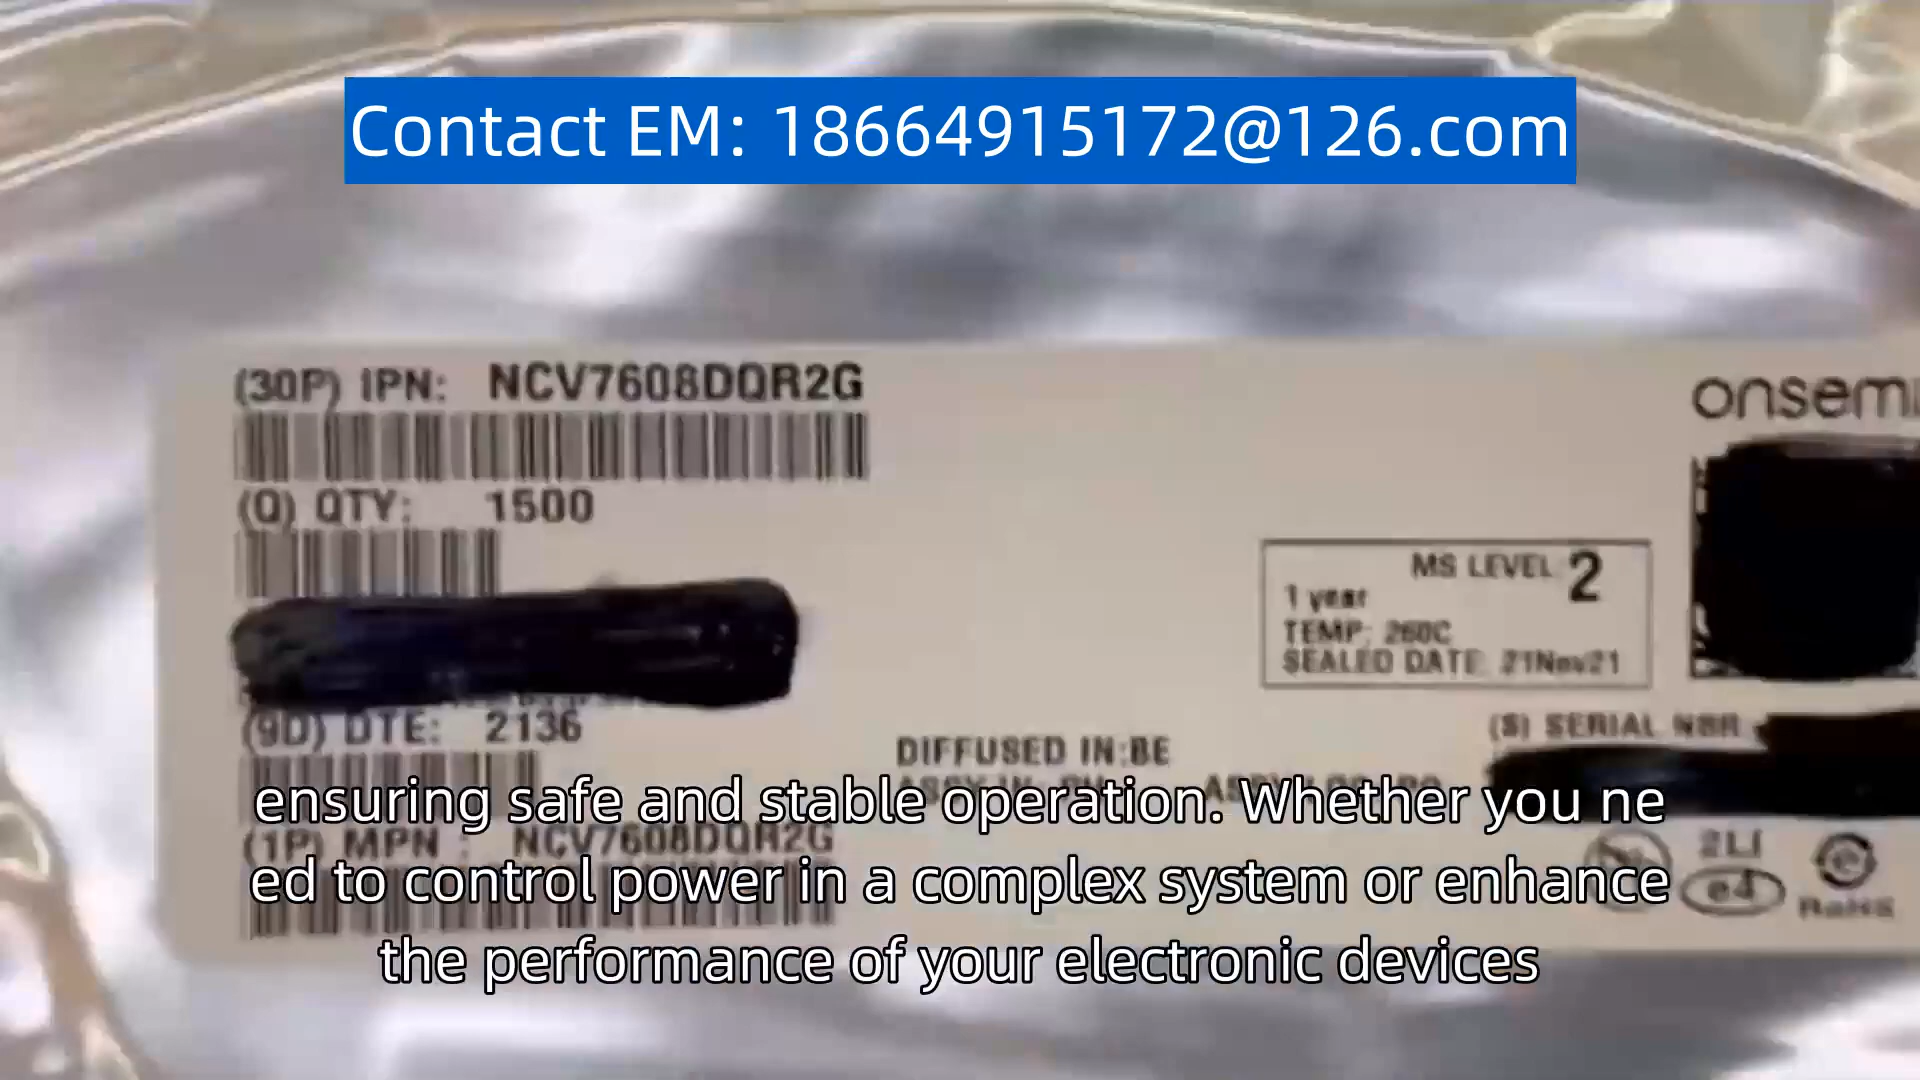 Contact EM: 18664915172@126.com
(30P) IPN: NCV7608DQR2G
onsemi
(Q) QTY: 1500
MS LEVEL 2
1 year
TEMP: 260C
SEALED DATE: 21Nov21
(9D) DTE: 2136
(S) SERIAL NBR
DIFFUSED IN:BE
ensuring safe and stable operation. Whether you ne
(1P) MPN : NCV7608DQR2G
2LI
ed to control power in a complex system or enhance
e4
RoHS
the performance of your electronic devices